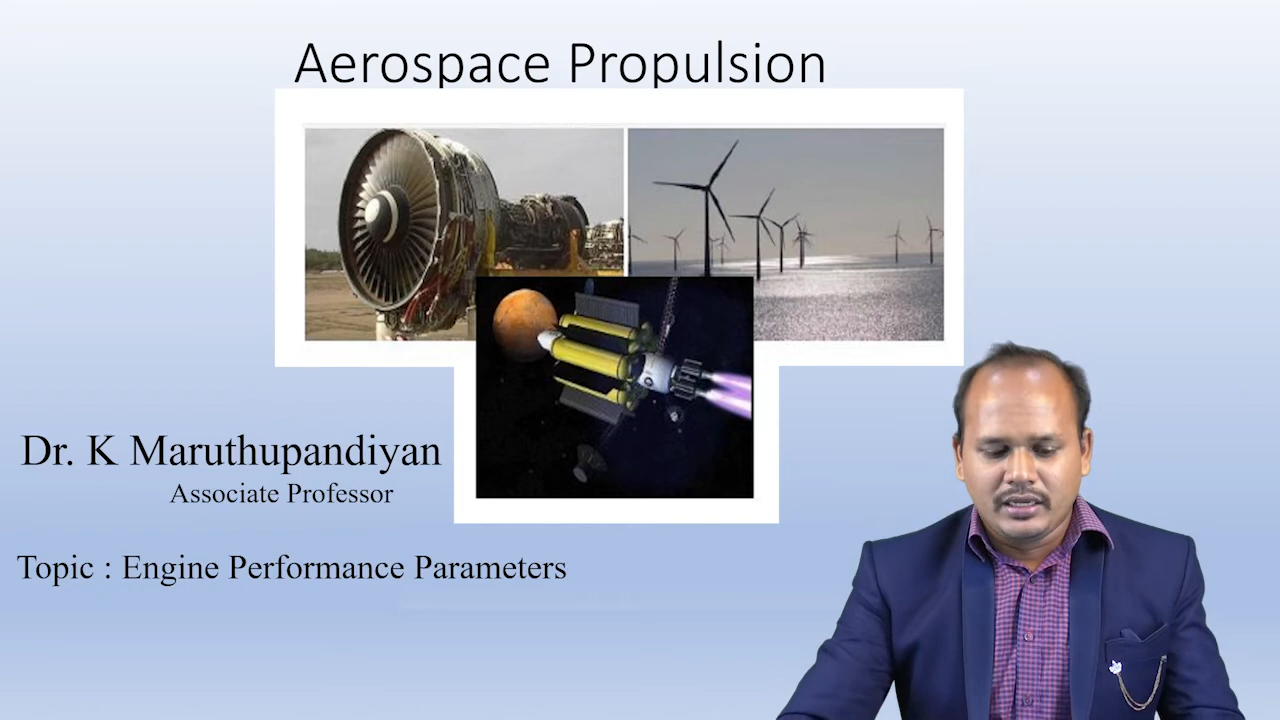 Aerospace Propulsion
Dr. K Maruthupandiyan
Associate Professor
Topic : Engine Performance Parameters